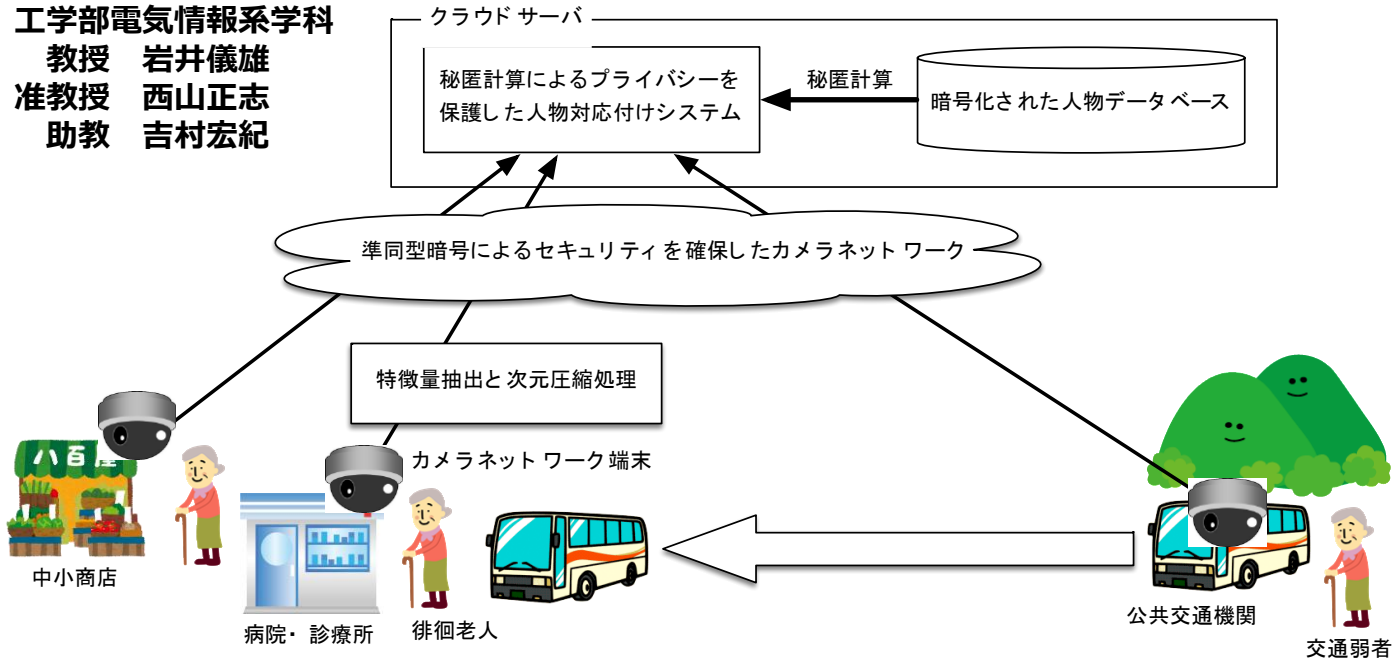 工学部電気情報系学科
教授 岩井儀雄
准教授 西山正志
助教 吉村宏紀
クラウドサーバ
秘匿計算によるプライバシーを
保護した人物対応付けシステム
秘匿計算
暗号化された人物データベース
準同型暗号によるセキュリティを確保したカメラネットワーク
特徴量抽出と次元圧縮処理
カメラネットワーク端末
八百屋
中小商店
病院・診療所
徘徊老人
公共交通機関
交通弱者